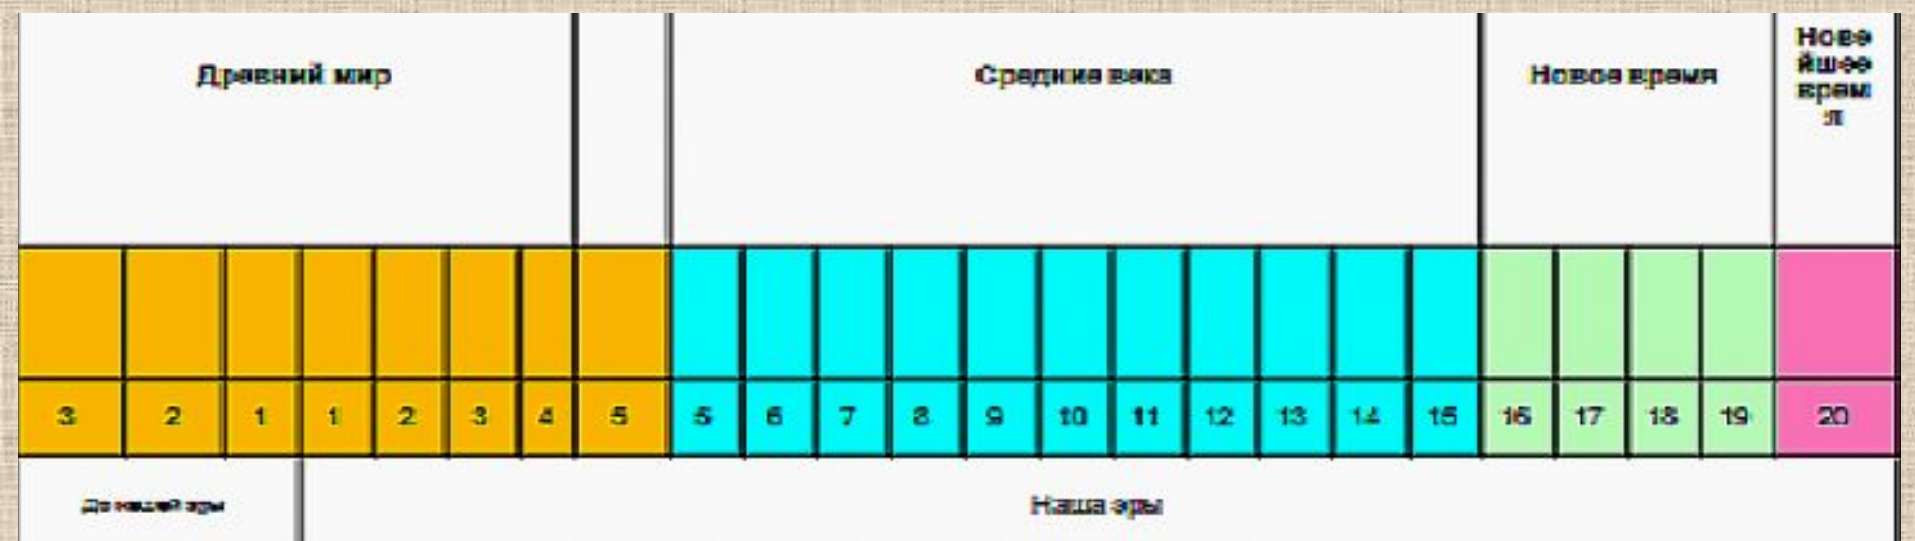 Древний мир
Средние века
Новое время
Нове
йшее
врем
я
3 2 1 1 2 3 4 5 5 6 7 8 9 10 11 12 13 14 15 16 17 18 19 20
До нашей эры
Наша эры